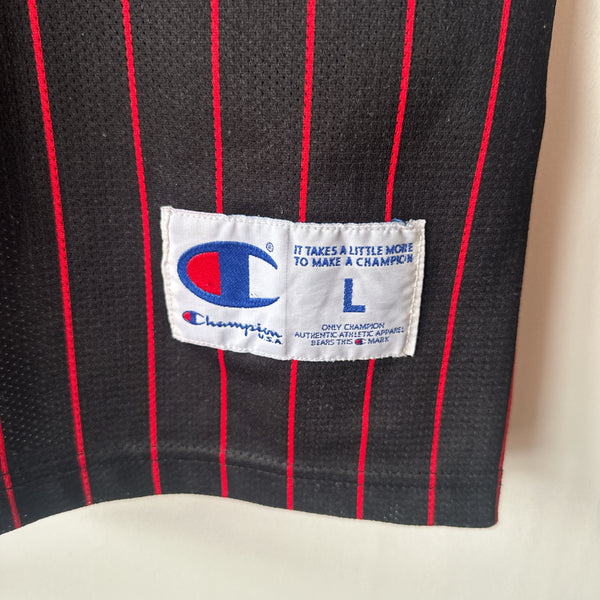 ®
Champion
U.S.A.
IT TAKES A LITTLE MORE
TO MAKE A CHAMPION
L
ONLY CHAMPION
AUTHENTIC ATHLETIC APPAREL
BEARS THIS C MARK